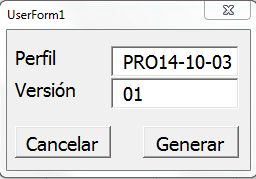 UserForm1
Perfil PRO14-10-03
Versión 01
Cancelar Generar